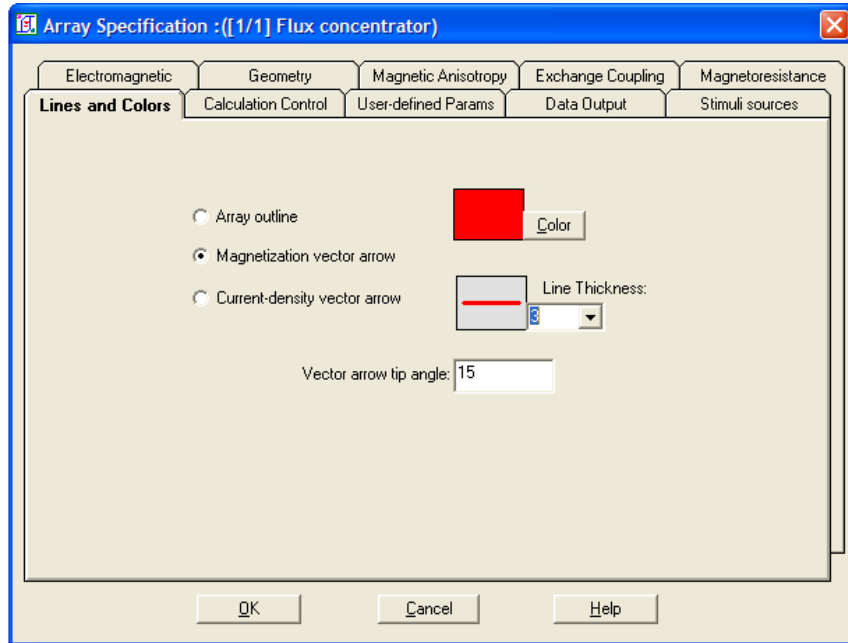 Array Specification :([1/1] Flux concentrator)
Electromagnetic Geometry Magnetic Anisotropy Exchange Coupling Magnetoresistance
Lines and Colors Calculation Control User-defined Params Data Output Stimuli sources
Array outline
Color
Magnetization vector arrow
Current-density vector arrow
Line Thickness:
3
Vector arrow tip angle: 15
OK Cancel Help